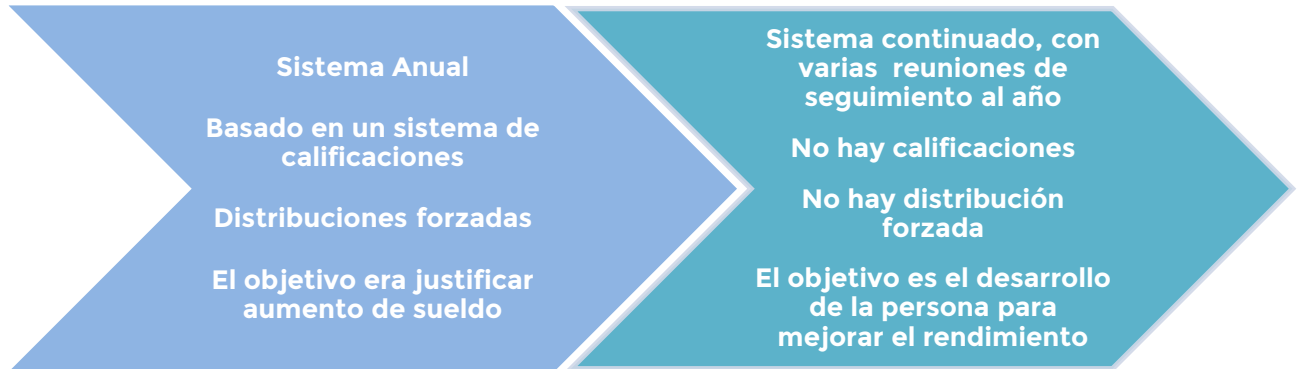 Sistema Anual
Basado en un sistema de
calificaciones
Distribuciones forzadas
El objetivo era justificar
aumento de sueldo
Sistema continuado, con
varias reuniones de
seguimiento al año
No hay calificaciones
No hay distribución
forzada
El objetivo es el desarrollo
de la persona para
mejorar el rendimiento